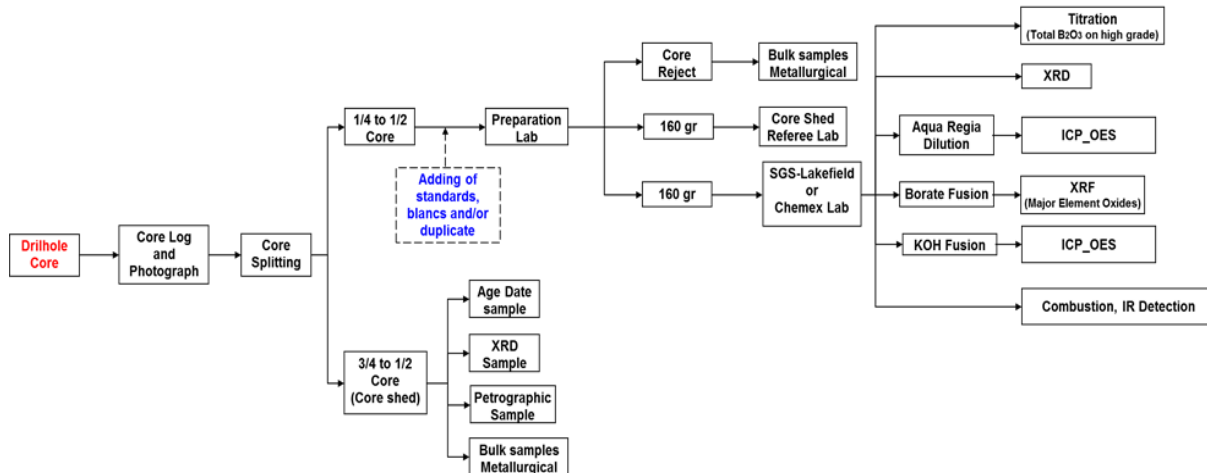 Drillhole
Core
Core Log
and
Photograph
Core
Splitting
1/4 to 1/2
Core
Adding of
standards,
blancs and/or
duplicate
Preparation
Lab
Core
Reject
Bulk samples
Metallurgical
160 gr
Core Shed
Referee Lab
160 gr
SGS-Lakefield
or
Chemex Lab
Titration
(Total B2O3 on high grade)
XRD
Aqua Regia
Dilution
ICP_OES
Borate Fusion
XRF
(Major Element Oxides)
KOH Fusion
ICP_OES
Combustion, IR Detection
3/4 to 1/2
Core
(Core shed)
Age Date
sample
XRD
Sample
Petrographic
Sample
Bulk samples
Metallurgical